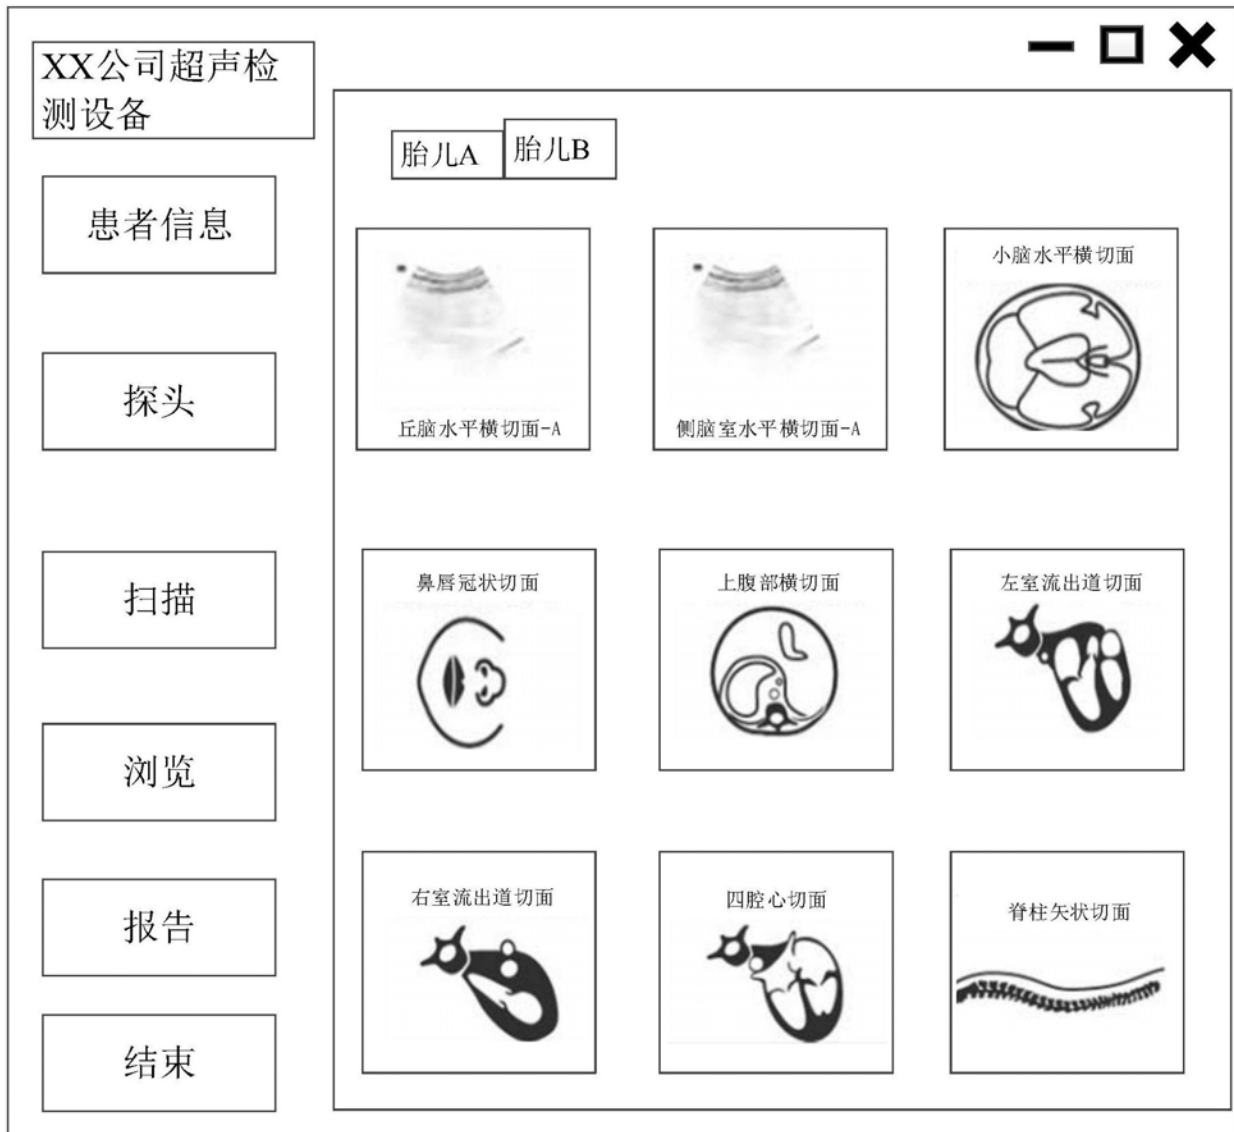 XX公司超声检
测设备
患者信息
探头
扫描
浏览
报告
结束
胎儿A
胎儿B
丘脑水平横切面-A
侧脑室水平横切面-A
小脑水平横切面
鼻唇冠状切面
上腹部横切面
左室流出道切面
右室流出道切面
四腔心切面
脊柱矢状切面